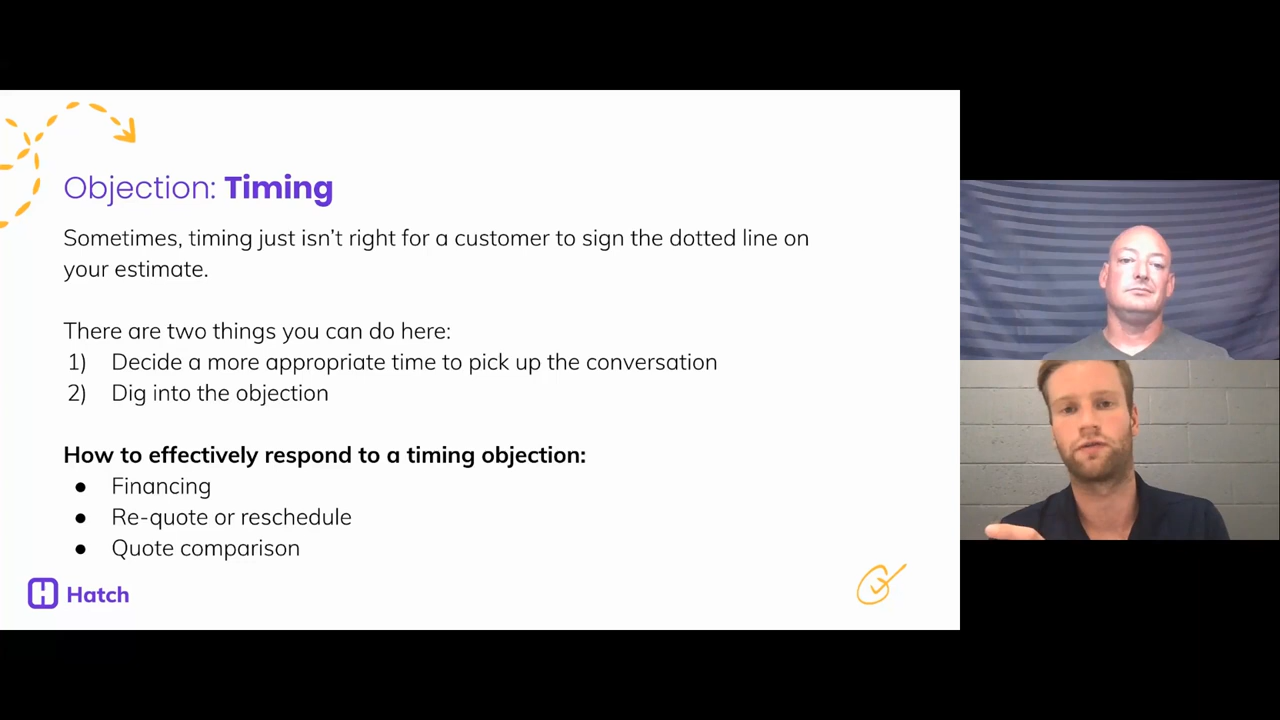 Objection: Timing
Sometimes, timing just isn’t right for a customer to sign the dotted line on
your estimate.
There are two things you can do here:
1) Decide a more appropriate time to pick up the conversation
2) Dig into the objection
How to effectively respond to a timing objection:
● Financing
● Re-quote or reschedule
● Quote comparison
Hatch